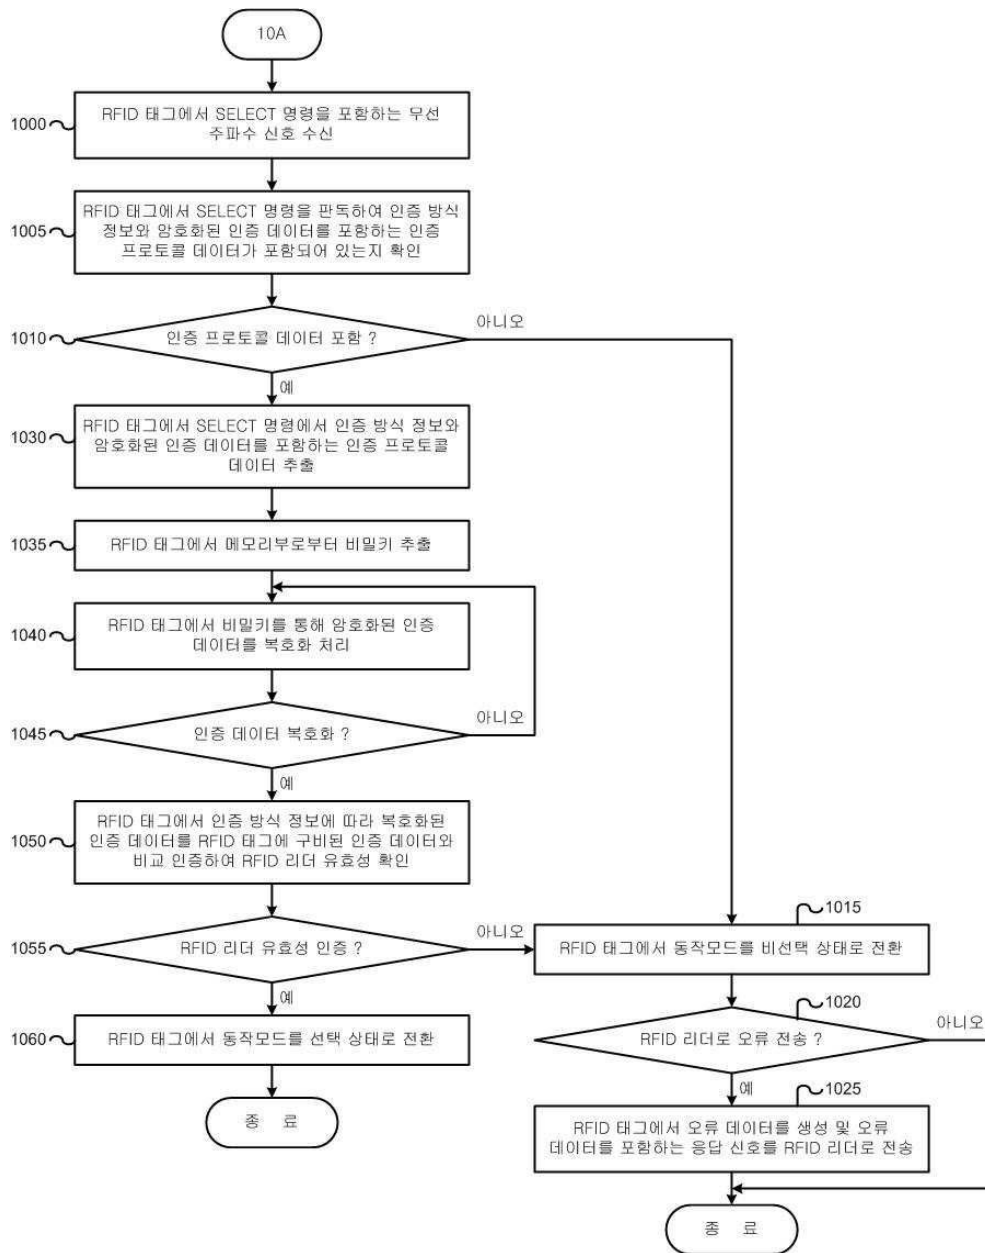 10A
1000
RFID 태그에서 SELECT 명령을 포함하는 무선
주파수 신호 수신
1005
RFID 태그에서 SELECT 명령을 판독하여 인증 방식
정보와 암호화된 인증 데이터를 포함하는 인증
프로토콜 데이터가 포함되어 있는지 확인
1010
인증 프로토콜 데이터 포함 ?
아니오
예
1030
RFID 태그에서 SELECT 명령에서 인증 방식 정보와
암호화된 인증 데이터를 포함하는 인증 프로토콜
데이터 추출
1035
RFID 태그에서 메모리부로부터 비밀키 추출
1040
RFID 태그에서 비밀키를 통해 암호화된 인증
데이터를 복호화 처리
1045
인증 데이터 복호화 ?
아니오
예
1050
RFID 태그에서 인증 방식 정보에 따라 복호화된
인증 데이터를 RFID 태그에 구비된 인증 데이터와
비교 인증하여 RFID 리더 유효성 확인
1055
RFID 리더 유효성 인증 ?
아니오
예
1060
RFID 태그에서 동작모드를 선택 상태로 전환
종 료
1015
RFID 태그에서 동작모드를 비선택 상태로 전환
1020
RFID 리더로 오류 전송 ?
아니오
예
1025
RFID 태그에서 오류 데이터를 생성 및 오류
데이터를 포함하는 응답 신호를 RFID 리더로 전송
종 료